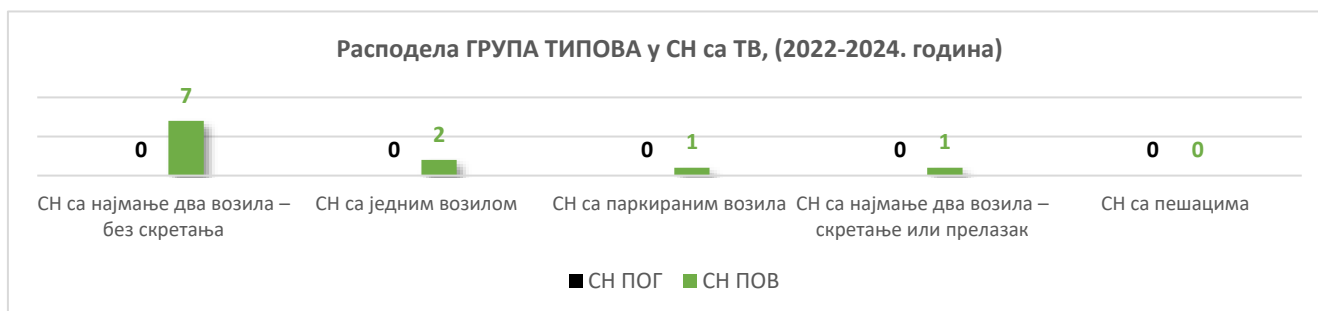 Расподела ГРУПА ТИПОВА у СН са ТВ, (2022-2024. година)
0 7 0 2 0 1 0 1 0 0
СН са најмање два возила –
без скретања
СН са једним возилом
СН са паркираним возила
СН са најмање два возила –
скретање или прелазак
СН са пешацима
СН ПОГ СН ПОВ